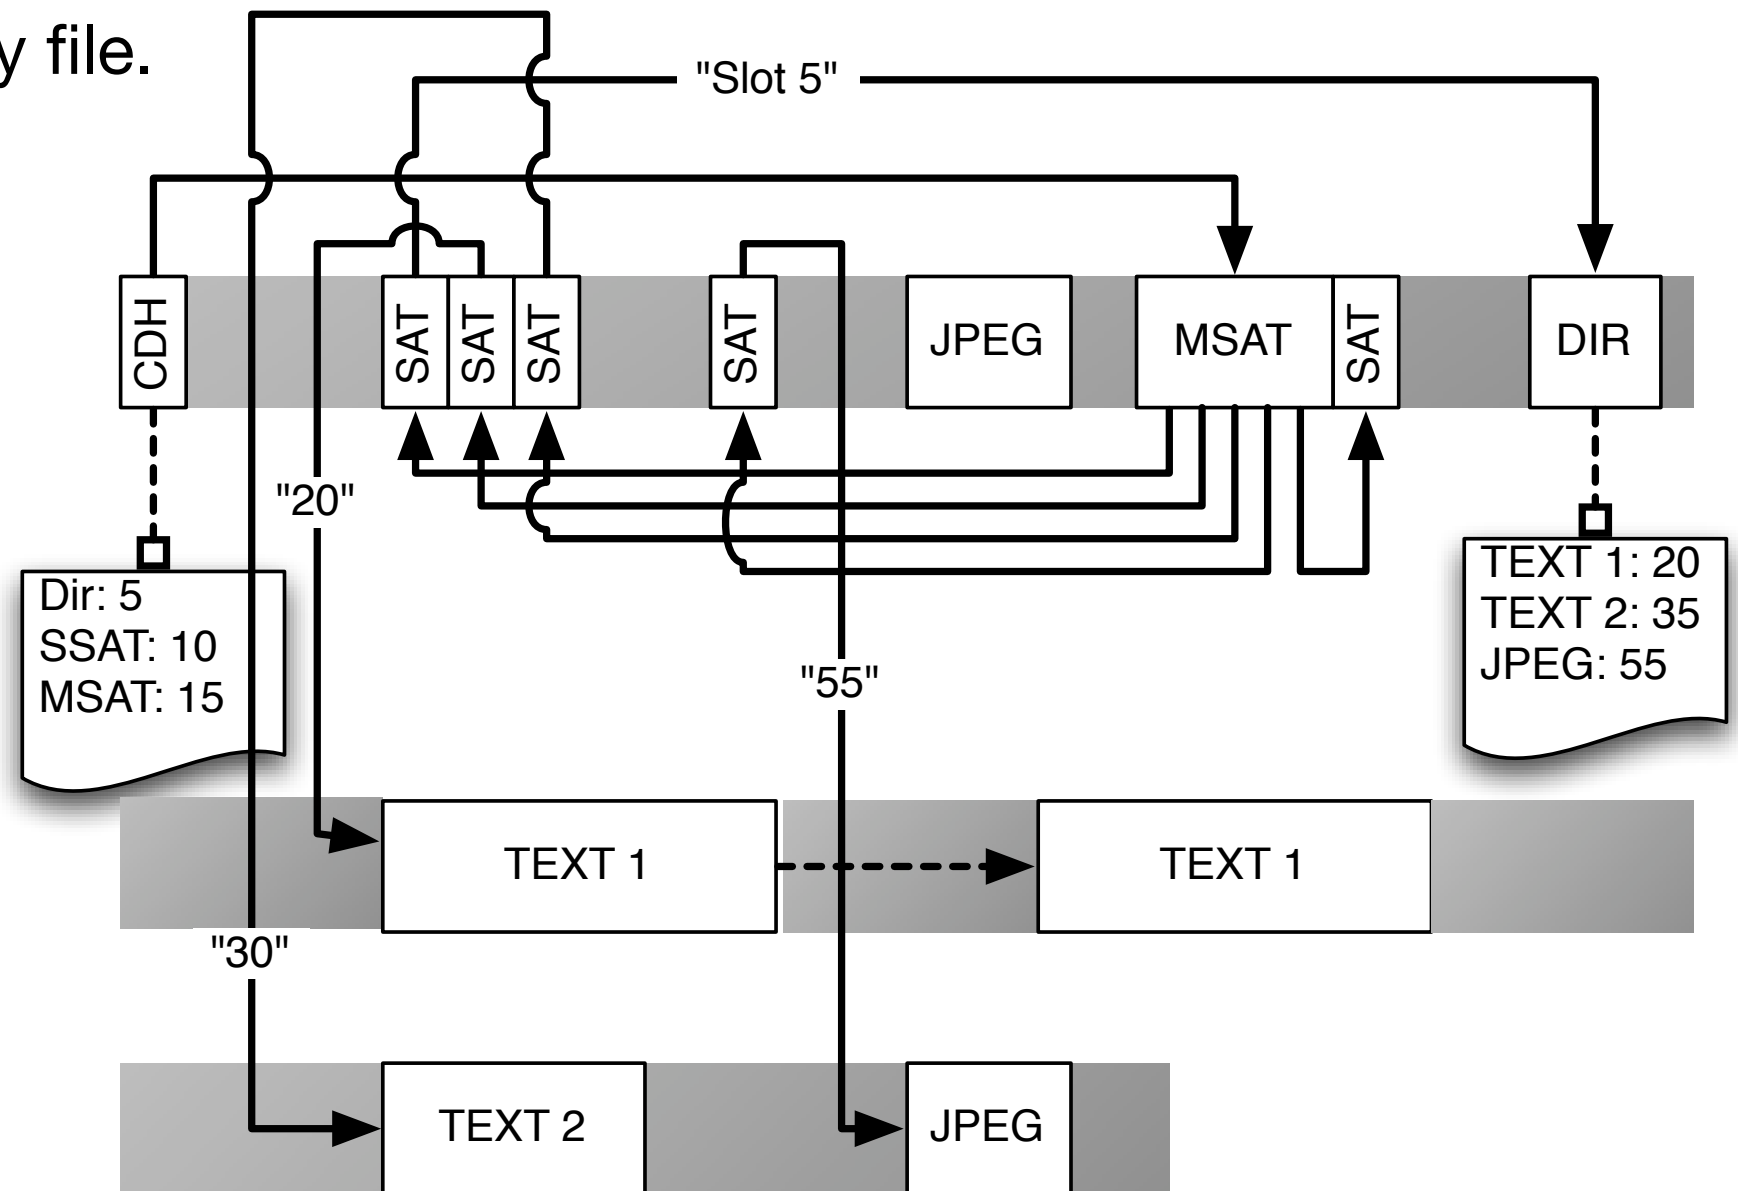 y file.
"Slot 5"
CDH
SAT
SAT
SAT
SAT
JPEG
MSAT
SAT
DIR
"20"
Dir: 5
SSAT: 10
MSAT: 15
TEXT 1: 20
TEXT 2: 35
JPEG: 55
"55"
TEXT 1
TEXT 1
"30"
TEXT 2
JPEG